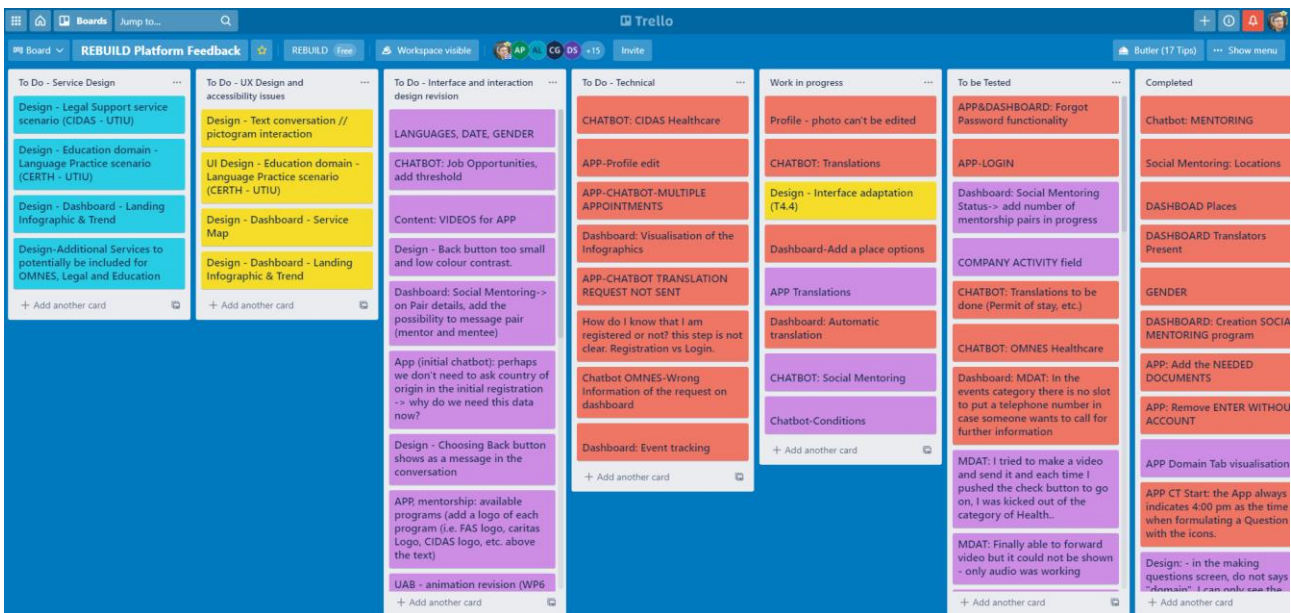 Boards
Jump to...
Trello
Board
REBUILD Platform Feedback
REBUILD Free
Workspace visible
AP
AL
CG
DS
+15
Invite
Butler (17 Tips)
... Show menu
To Do - Service Design
Design - Legal Support service
scenario (CIDAS - UTIU)
Design - Education domain -
Language Practice scenario
(CERTH - UTIU)
Design - Dashboard - Landing
Infographic & Trend
Design-Additional Services to
potentially be included for
OMNES, Legal and Education
+ Add another card
To Do - UX Design and
accessibility issues
Design - Text conversation //
pictogram interaction
UI Design - Education domain -
Language Practice scenario
(CERTH - UTIU)
Design - Dashboard - Service
Map
Design - Dashboard - Landing
Infographic & Trend
+ Add another card
To Do - Interface and interaction
design revision
LANGUAGES, DATE, GENDER
CHATBOT: Job Opportunities,
add threshold
Content: VIDEOS for APP
Design - Back button too small
and low colour contrast.
Dashboard: Social Mentoring->
on Pair details, add the
possibility to message pair
(mentor and mentee)
App (initial chatbot): perhaps
we don't need to ask country of
origin in the initial registration
-> why do we need this data
now?
Design - Choosing Back button
shows as a message in the
conversation
APP, mentorship: available
programs (add a logo of each
program (i.e. FAS logo, caritas
Logo, CIDAS logo, etc. above
the text)
UAB - animation revision (WP6
+ Add another card
To Do - Technical
CHATBOT: CIDAS Healthcare
APP-Profile edit
APP-CHATBOT-MULTIPLE
APPOINTMENTS
Dashboard: Visualisation of the
Infographics
APP-CHATBOT TRANSLATION
REQUEST NOT SENT
How do I know that I am
registered or not? this step is not
clear. Registration vs Login.
Chatbot OMNES-Wrong
Information of the request on
dashboard
Dashboard: Event tracking
+ Add another card
Work in progress
Profile - photo can't be edited
CHATBOT: Translations
Design - Interface adaptation
(T4.4)
Dashboard-Add a place options
APP Translations
Dashboard: Automatic
translation
CHATBOT: Social Mentoring
Chatbot-Conditions
+ Add another card
To be Tested
APP&DASHBOARD: Forgot
Password functionality
APP-LOGIN
Dashboard: Social Mentoring
Status-> add number of
mentorship pairs in progress
COMPANY ACTIVITY field
CHATBOT: Translations to be
done (Permit of stay, etc.)
CHATBOT: OMNES Healthcare
Dashboard: MDAT: In the
events category there is no slot
to put a telephone number in
case someone wants to call for
further information
MDAT: I tried to make a video
and send it and each time I
pushed the check button to go
on, I was kicked out of the
category of Health..
MDAT: Finally able to forward
video but it could not be shown
- only audio was working
+ Add another card
Completed
Chatbot: MENTORING
Social Mentoring: Locations
DASHBOAD Places
DASHBOARD Translators
Present
GENDER
DASHBOARD: Creation SOCIA
MENTORING program
APP: Add the NEEDED
DOCUMENTS
APP: Remove ENTER WITHOU
ACCOUNT
APP Domain Tab visualisation
APP CT Start: the App always
indicates 4:00 pm as the time
when formulating a Question
with the icons.
Design: - in the making
questions screen, do not says
"domain". I can only see the
+ Add another card